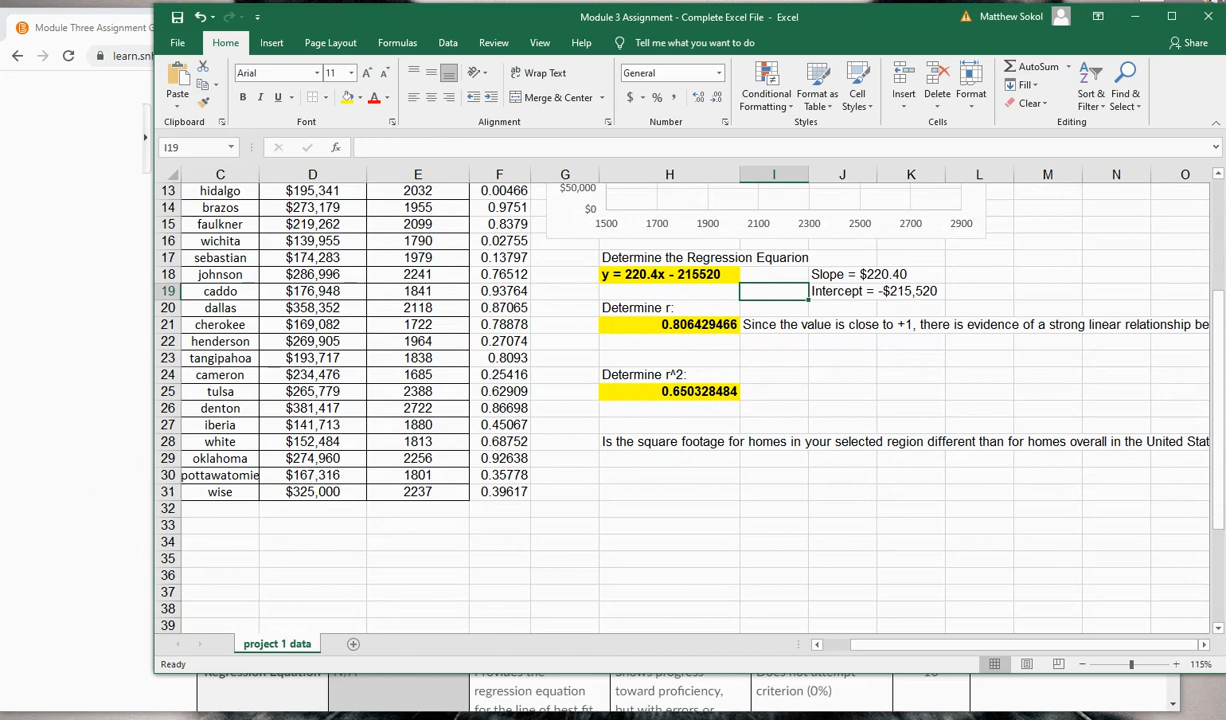 Module Three Assignment G
learn.snh
Module 3 Assignment - Complete Excel File - Excel
Matthew Sokol
File Home Insert Page Layout Formulas Data Review View Help Tell me what you want to do Share
Paste Arial 11 Wrap Text General Conditional Formatting Format as Table Cell Styles Insert Delete Format AutoSum Fill Clear Sort & Filter Find & Select
B I U A Merge & Center $ % ,
Clipboard Font Alignment Number Styles Cells Editing
I19 fx
C D E F G H I J K L M N O
13 hidalgo $195,341 2032 0.00466 $50,000
14 brazos $273,179 1955 0.9751 $0
15 faulkner $219,262 2099 0.8379 1500 1700 1900 2100 2300 2500 2700 2900
16 wichita $139,955 1790 0.02755
17 sebastian $174,283 1979 0.13797 Determine the Regression Equarion
18 johnson $286,996 2241 0.76512 y = 220.4x - 215520 Slope = $220.40
19 caddo $176,948 1841 0.93764 Intercept = -$215,520
20 dallas $358,352 2118 0.87065 Determine r:
21 cherokee $169,082 1722 0.78878 0.806429466 Since the value is close to +1, there is evidence of a strong linear relationship be
22 henderson $269,905 1964 0.27074
23 tangipahoa $193,717 1838 0.8093
24 cameron $234,476 1685 0.25416 Determine r^2:
25 tulsa $265,779 2388 0.62909 0.650328484
26 denton $381,417 2722 0.86698
27 iberia $141,713 1880 0.45067
28 white $152,484 1813 0.68752 Is the square footage for homes in your selected region different than for homes overall in the United Stat
29 oklahoma $274,960 2256 0.92638
30 pottawatomie $167,316 1801 0.35778
31 wise $325,000 2237 0.39617
32
33
34
35
36
37
38
39
project 1 data
Ready 115%
Regression Equation N/A Provides the Shows progress Does not attempt 10
regression equation toward proficiency, criterion (0%)
for the line of best fit but with errors or